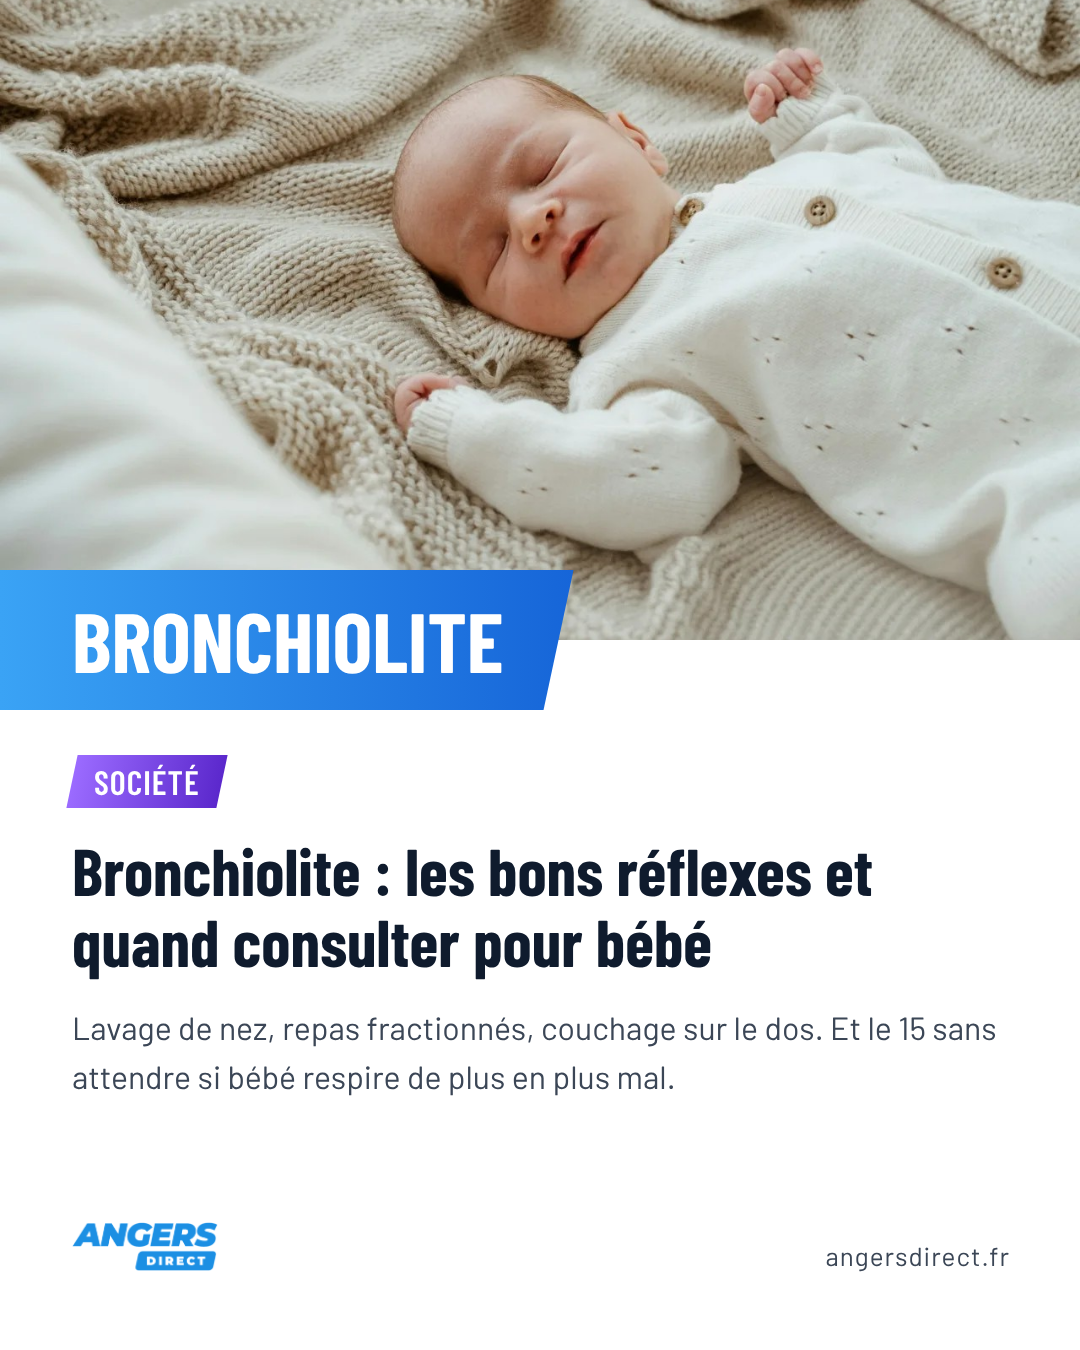 BRONCHIOLITE
SOCIÉTÉ
Bronchiolite : les bons réflexes et
quand consulter pour bébé
Lavage de nez, repas fractionnés, couchage sur le dos. Et le 15 sans
attendre si bébé respire de plus en plus mal.
ANGERS
DIRECT
angersdirect.fr